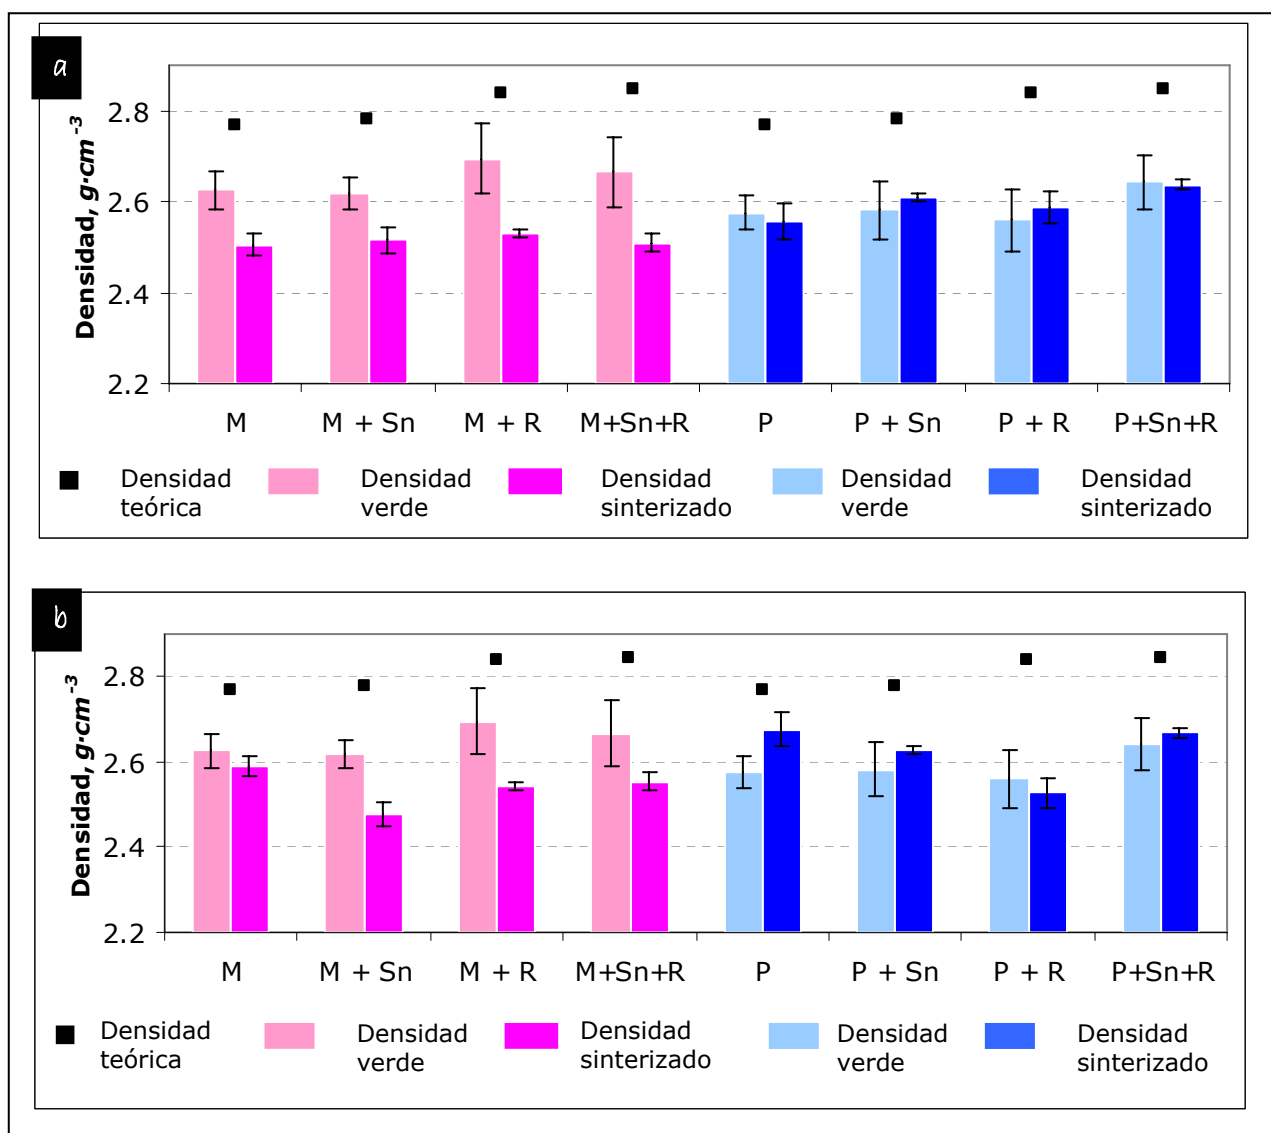 a
Densidad, g·cm⁻³
2.8
2.6
2.4
2.2
M M + Sn M + R M+Sn+R P P + Sn P + R P+Sn+R
Densidad Densidad Densidad Densidad Densidad
teórica verde sinterizado verde sinterizado
b
Densidad, g·cm⁻³
2.8
2.6
2.4
2.2
M M + Sn M + R M+Sn+R P P + Sn P + R P+Sn+R
Densidad Densidad Densidad Densidad Densidad
teórica verde sinterizado verde sinterizado